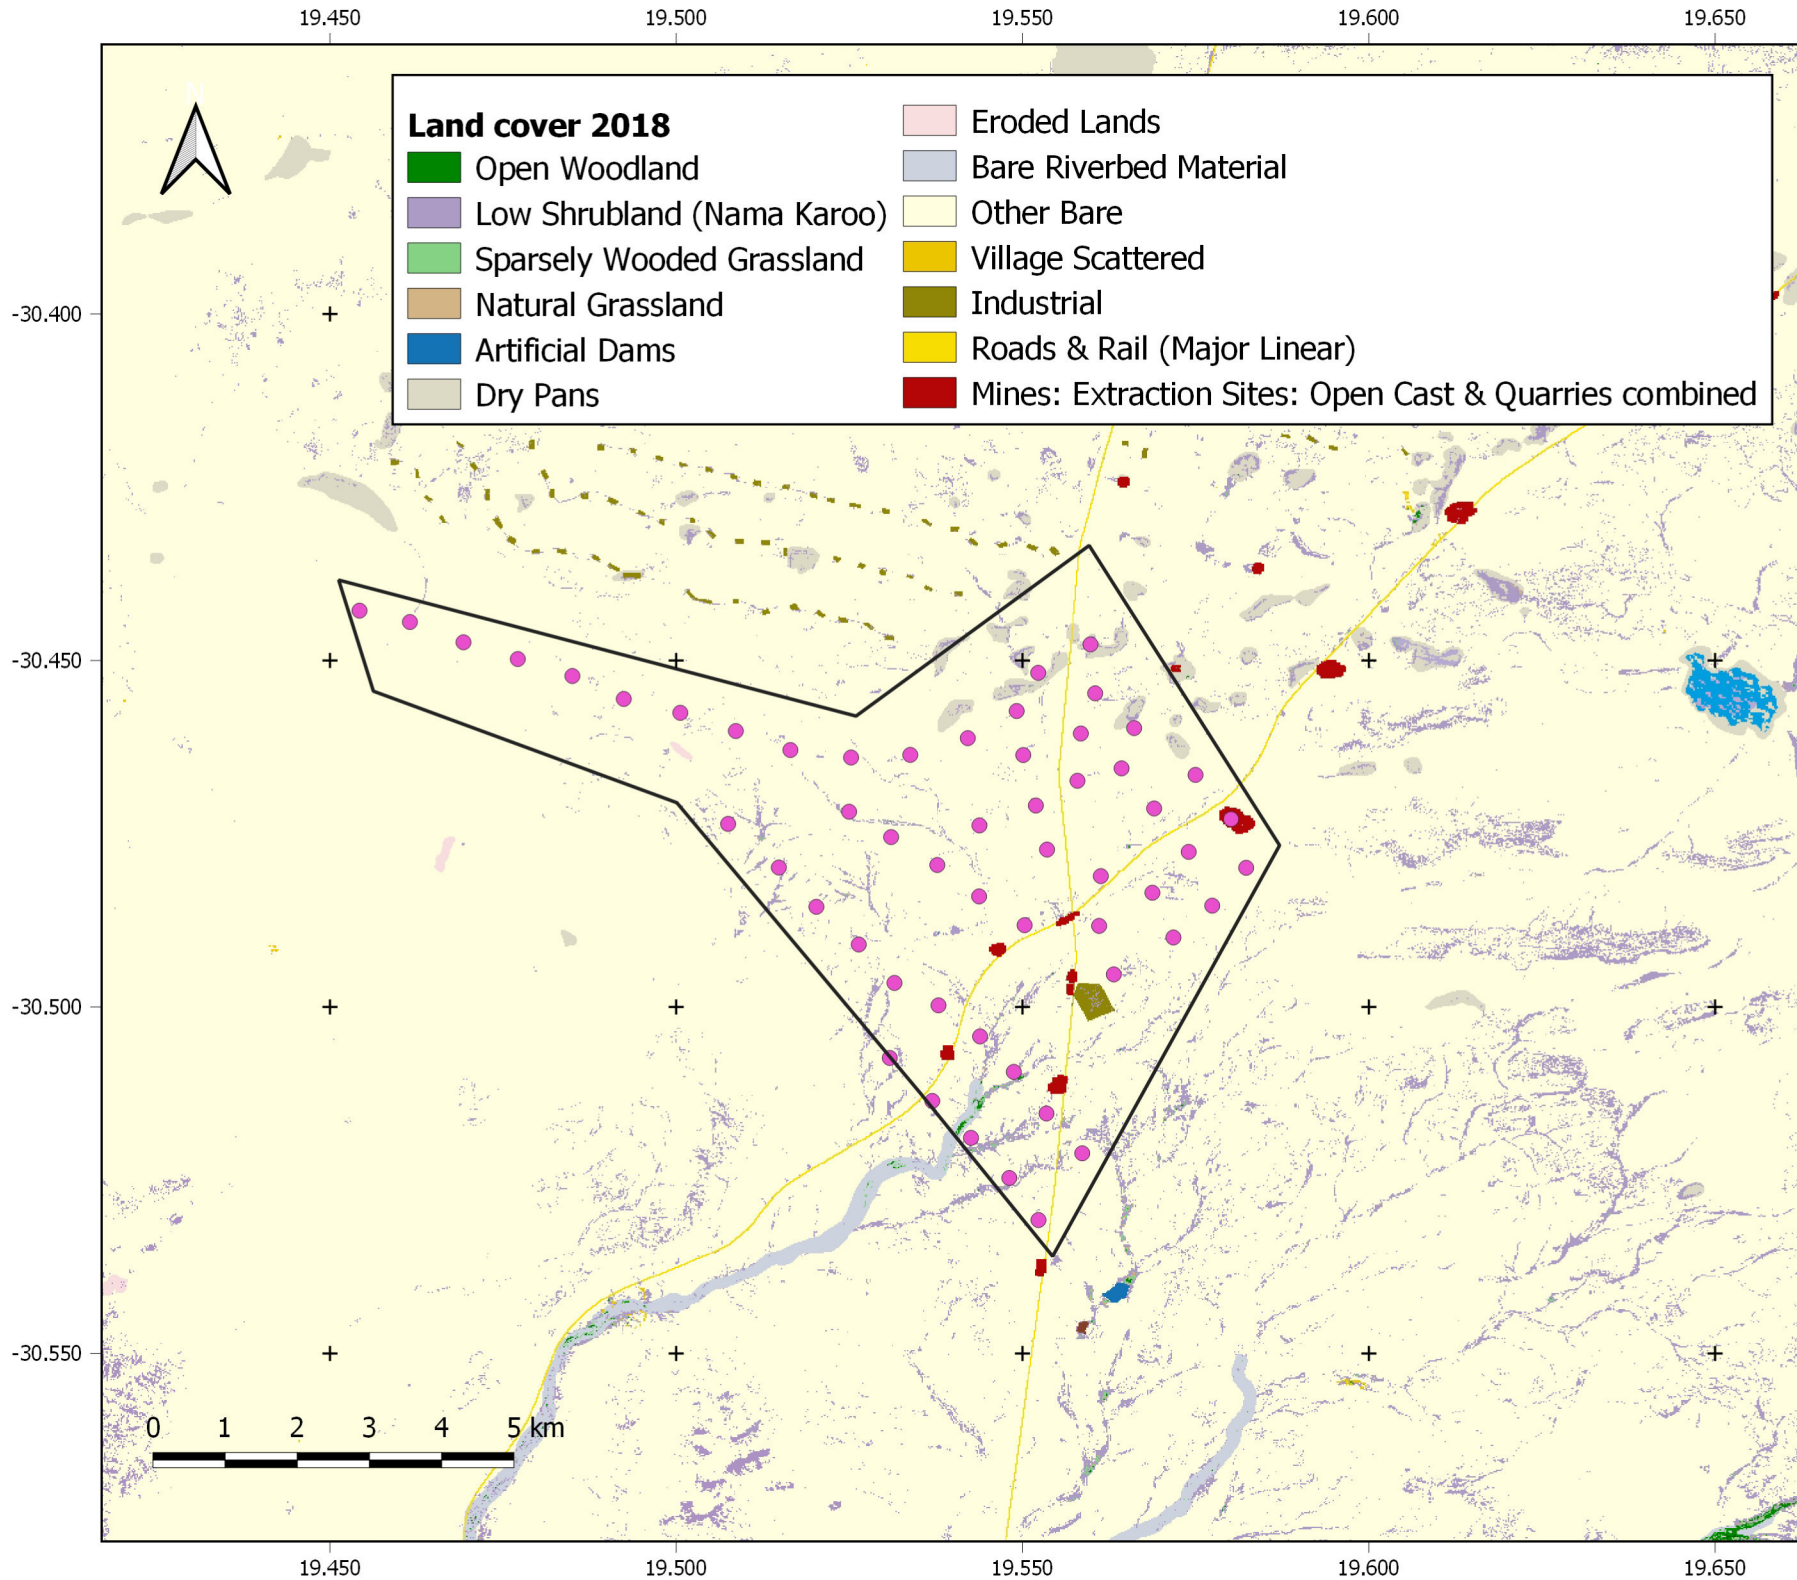 19.450 19.500 19.550 19.600 19.650
N
Land cover 2018
Open Woodland
Low Shrubland (Nama Karoo)
Sparsely Wooded Grassland
Natural Grassland
Artificial Dams
Dry Pans
Eroded Lands
Bare Riverbed Material
Other Bare
Village Scattered
Industrial
Roads & Rail (Major Linear)
Mines: Extraction Sites: Open Cast & Quarries combined
-30.400
-30.450
-30.500
-30.550
0 1 2 3 4 5 km
19.450 19.500 19.550 19.600 19.650